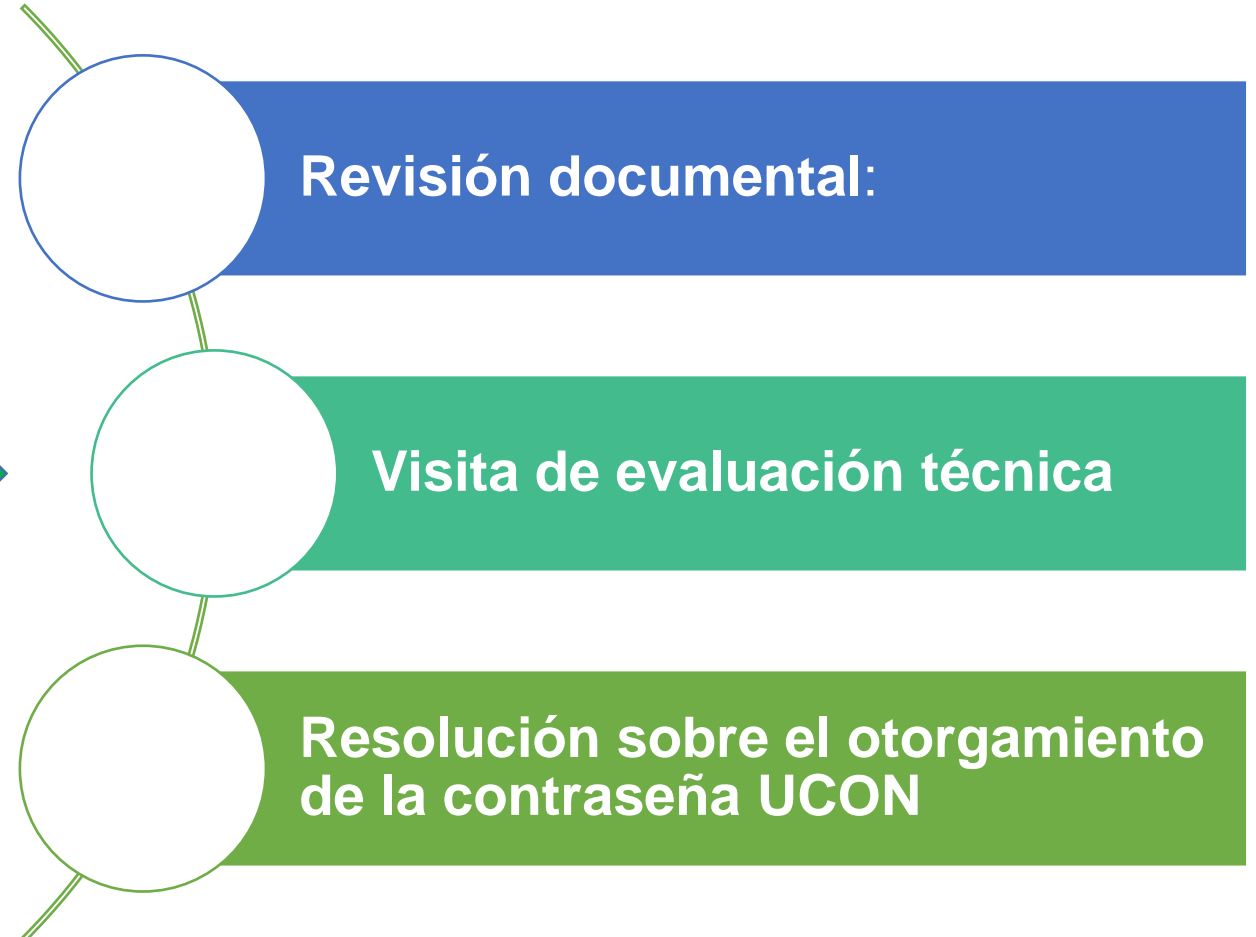 Revisión documental:
Visita de evaluación técnica
Resolución sobre el otorgamiento
de la contraseña UCON